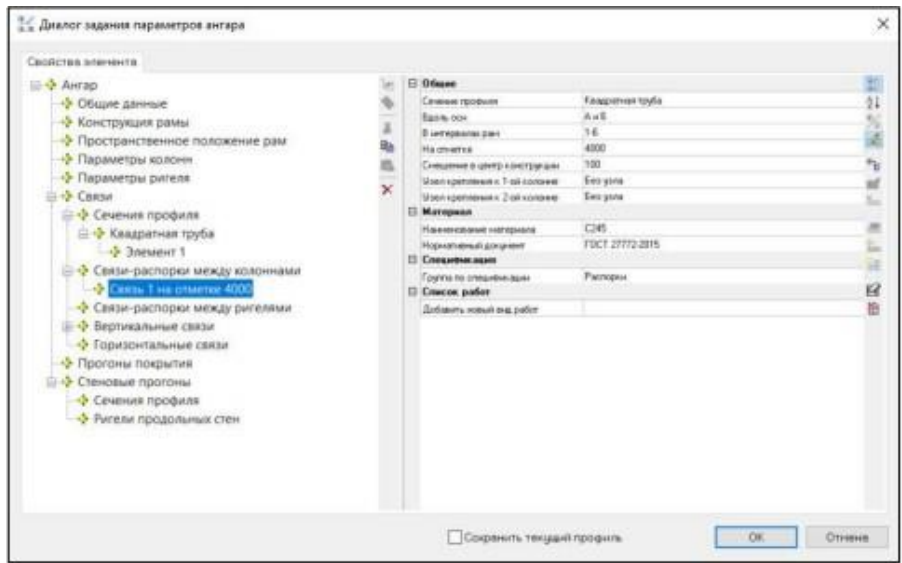 Диалог задания параметров ангара
Свойства элемента
Ангар
Общие данные
Конструкция рамы
Пространственное положение рам
Параметры колонн
Параметры ригеля
Связи
Сечения профиля
Квадратная труба
Элемент 1
Связи-распорки между колоннами
Связь 1 на отметке 4000
Связи-распорки между ригелями
Вертикальные связи
Горизонтальные связи
Прогоны покрытия
Стеновые прогоны
Сечения профиля
Ригели продольных стен
Общие
Сечение профиля Квадратная труба
Вдоль оси А и Б
В интервалах рам 1-6
На отметке 4000
Смещение в центр конструкции 100
Узел крепления к 1-ой колонне Без узла
Узел крепления к 2-ой колонне Без узла
Материал
Наименование материала С245
Нормативный документ ГОСТ 27772-2015
Спецификация
Группа по спецификации Распорки
Список работ
Добавить новый вид работ
Сохранить текущий профиль
ОК
Отмена